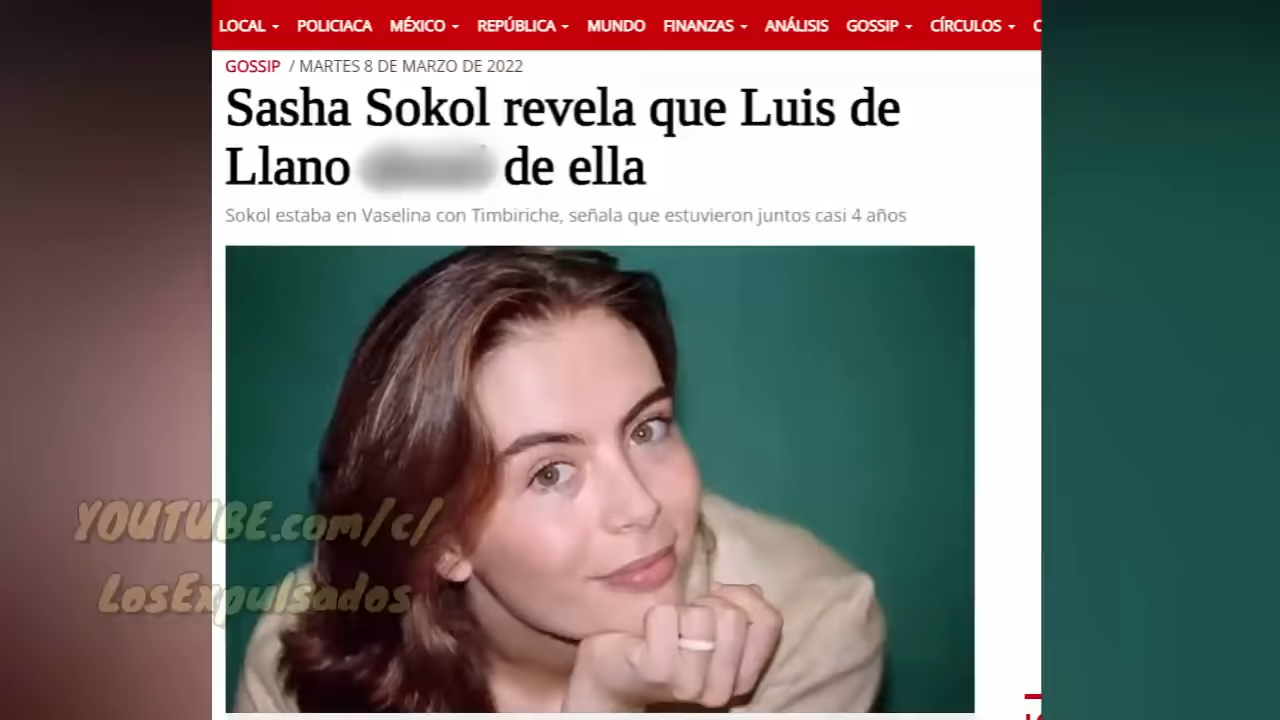 LOCAL POLICIACA MÉXICO REPÚBLICA MUNDO FINANZAS ANÁLISIS GOSSIP CÍRCULOS
GOSSIP / MARTES 8 DE MARZO DE 2022
Sasha Sokol revela que Luis de
Llano de ella
Sokol estaba en Vaselina con Timbiriche, señala que estuvieron juntos casi 4 años
YOUTUBE.com/c/
LosExpulsados